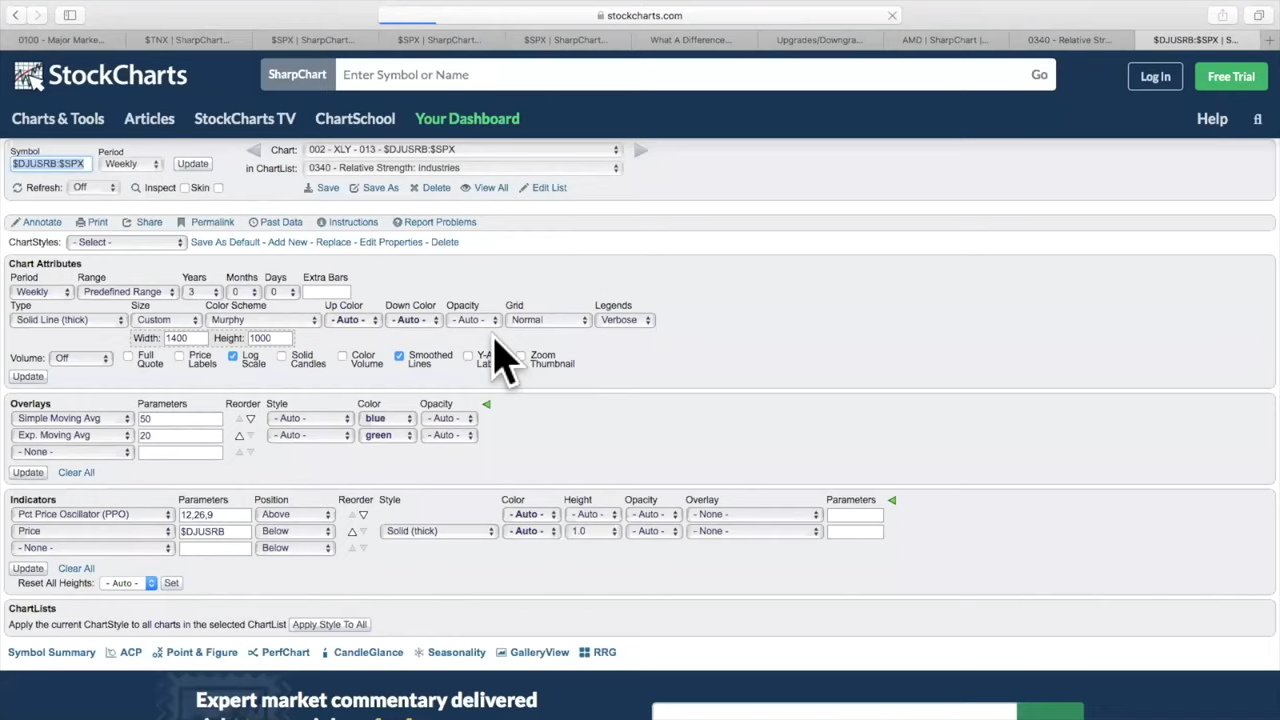 stockcharts.com
0100 - Major Marke...
$TNX | SharpChart...
$SPX | SharpChart...
$SPX | SharpChart...
$SPX | SharpChart...
What A Difference...
Upgrades/Downgra...
AMD | SharpChart |...
0340 - Relative Str...
$DJUSRB:$SPX | S...
StockCharts
SharpChart
Enter Symbol or Name
Go
Log In
Free Trial
Charts & Tools
Articles
StockCharts TV
ChartSchool
Your Dashboard
Help
Symbol
Period
Chart:
002 - XLY - 013 - $DJUSRB:$SPX
$DJUSRB:$SPX
Weekly
Update
in ChartList:
0340 - Relative Strength: Industries
Refresh:
Off
Inspect
Skin
Save
Save As
Delete
View All
Edit List
Annotate
Print
Share
Permalink
Past Data
Instructions
Report Problems
ChartStyles:
- Select -
Save As Default - Add New - Replace - Edit Properties - Delete
Chart Attributes
Period
Range
Years
Months
Days
Extra Bars
Weekly
Predefined Range
3
0
0
Type
Size
Color Scheme
Up Color
Down Color
Opacity
Grid
Legends
Solid Line (thick)
Custom
Murphy
- Auto -
- Auto -
- Auto -
Normal
Verbose
Width: 1400
Height: 1000
Volume:
Off
Full Quote
Price Labels
Log Scale
Solid Candles
Color Volume
Smoothed Lines
Zoom Thumbnail
Update
Overlays
Parameters
Reorder
Style
Color
Opacity
Simple Moving Avg
50
- Auto -
blue
- Auto -
Exp. Moving Avg
20
- Auto -
green
- Auto -
- None -
Update
Clear All
Indicators
Parameters
Position
Reorder
Style
Color
Height
Opacity
Overlay
Parameters
Pct Price Oscillator (PPO)
12,26,9
Above
- Auto -
- Auto -
- Auto -
- None -
Price
$DJUSRB
Below
Solid (thick)
- Auto -
1.0
- Auto -
- None -
- None -
Below
Update
Clear All
Reset All Heights:
- Auto -
Set
ChartLists
Apply the current ChartStyle to all charts in the selected ChartList
Apply Style To All
Symbol Summary
ACP
Point & Figure
PerfChart
CandleGlance
Seasonality
GalleryView
RRG
Expert market commentary delivered